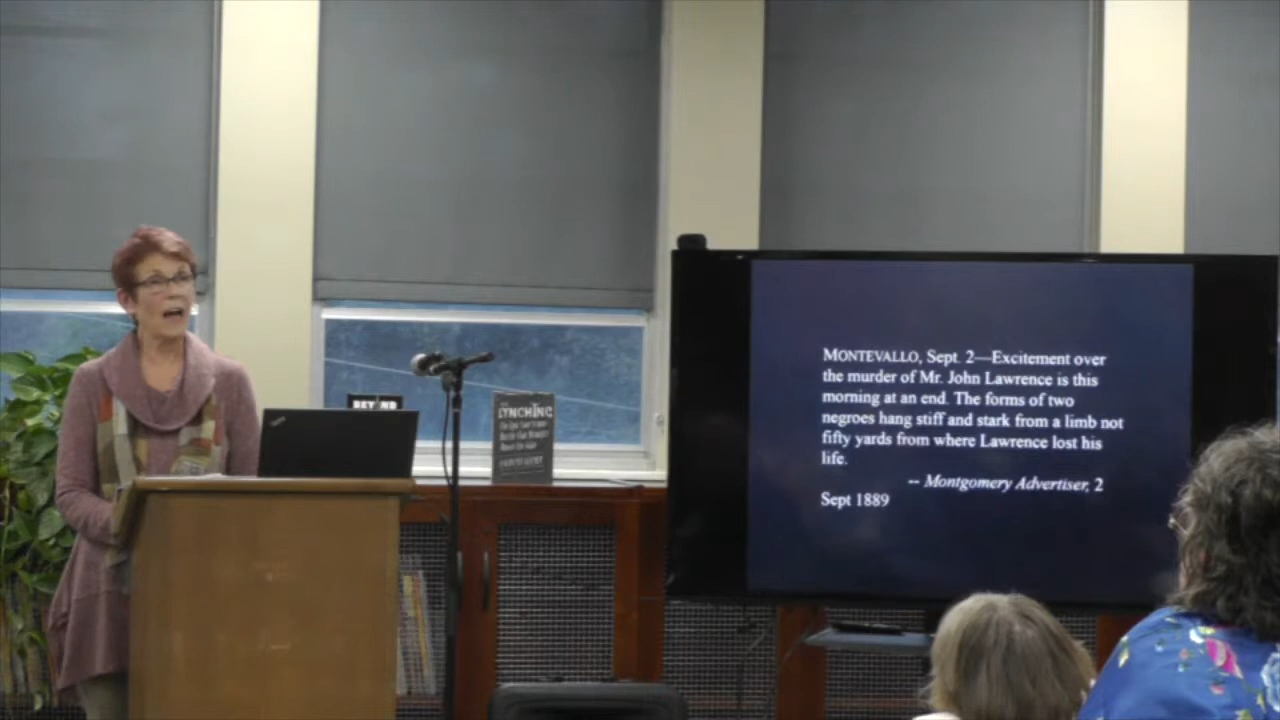 MONTEVALLO, Sept. 2—Excitement over
the murder of Mr. John Lawrence is this
morning at an end. The forms of two
negroes hang stiff and stark from a limb not
fifty yards from where Lawrence lost his
life.
-- Montgomery Advertiser, 2
Sept 1889
BEYOND
LYNCHING